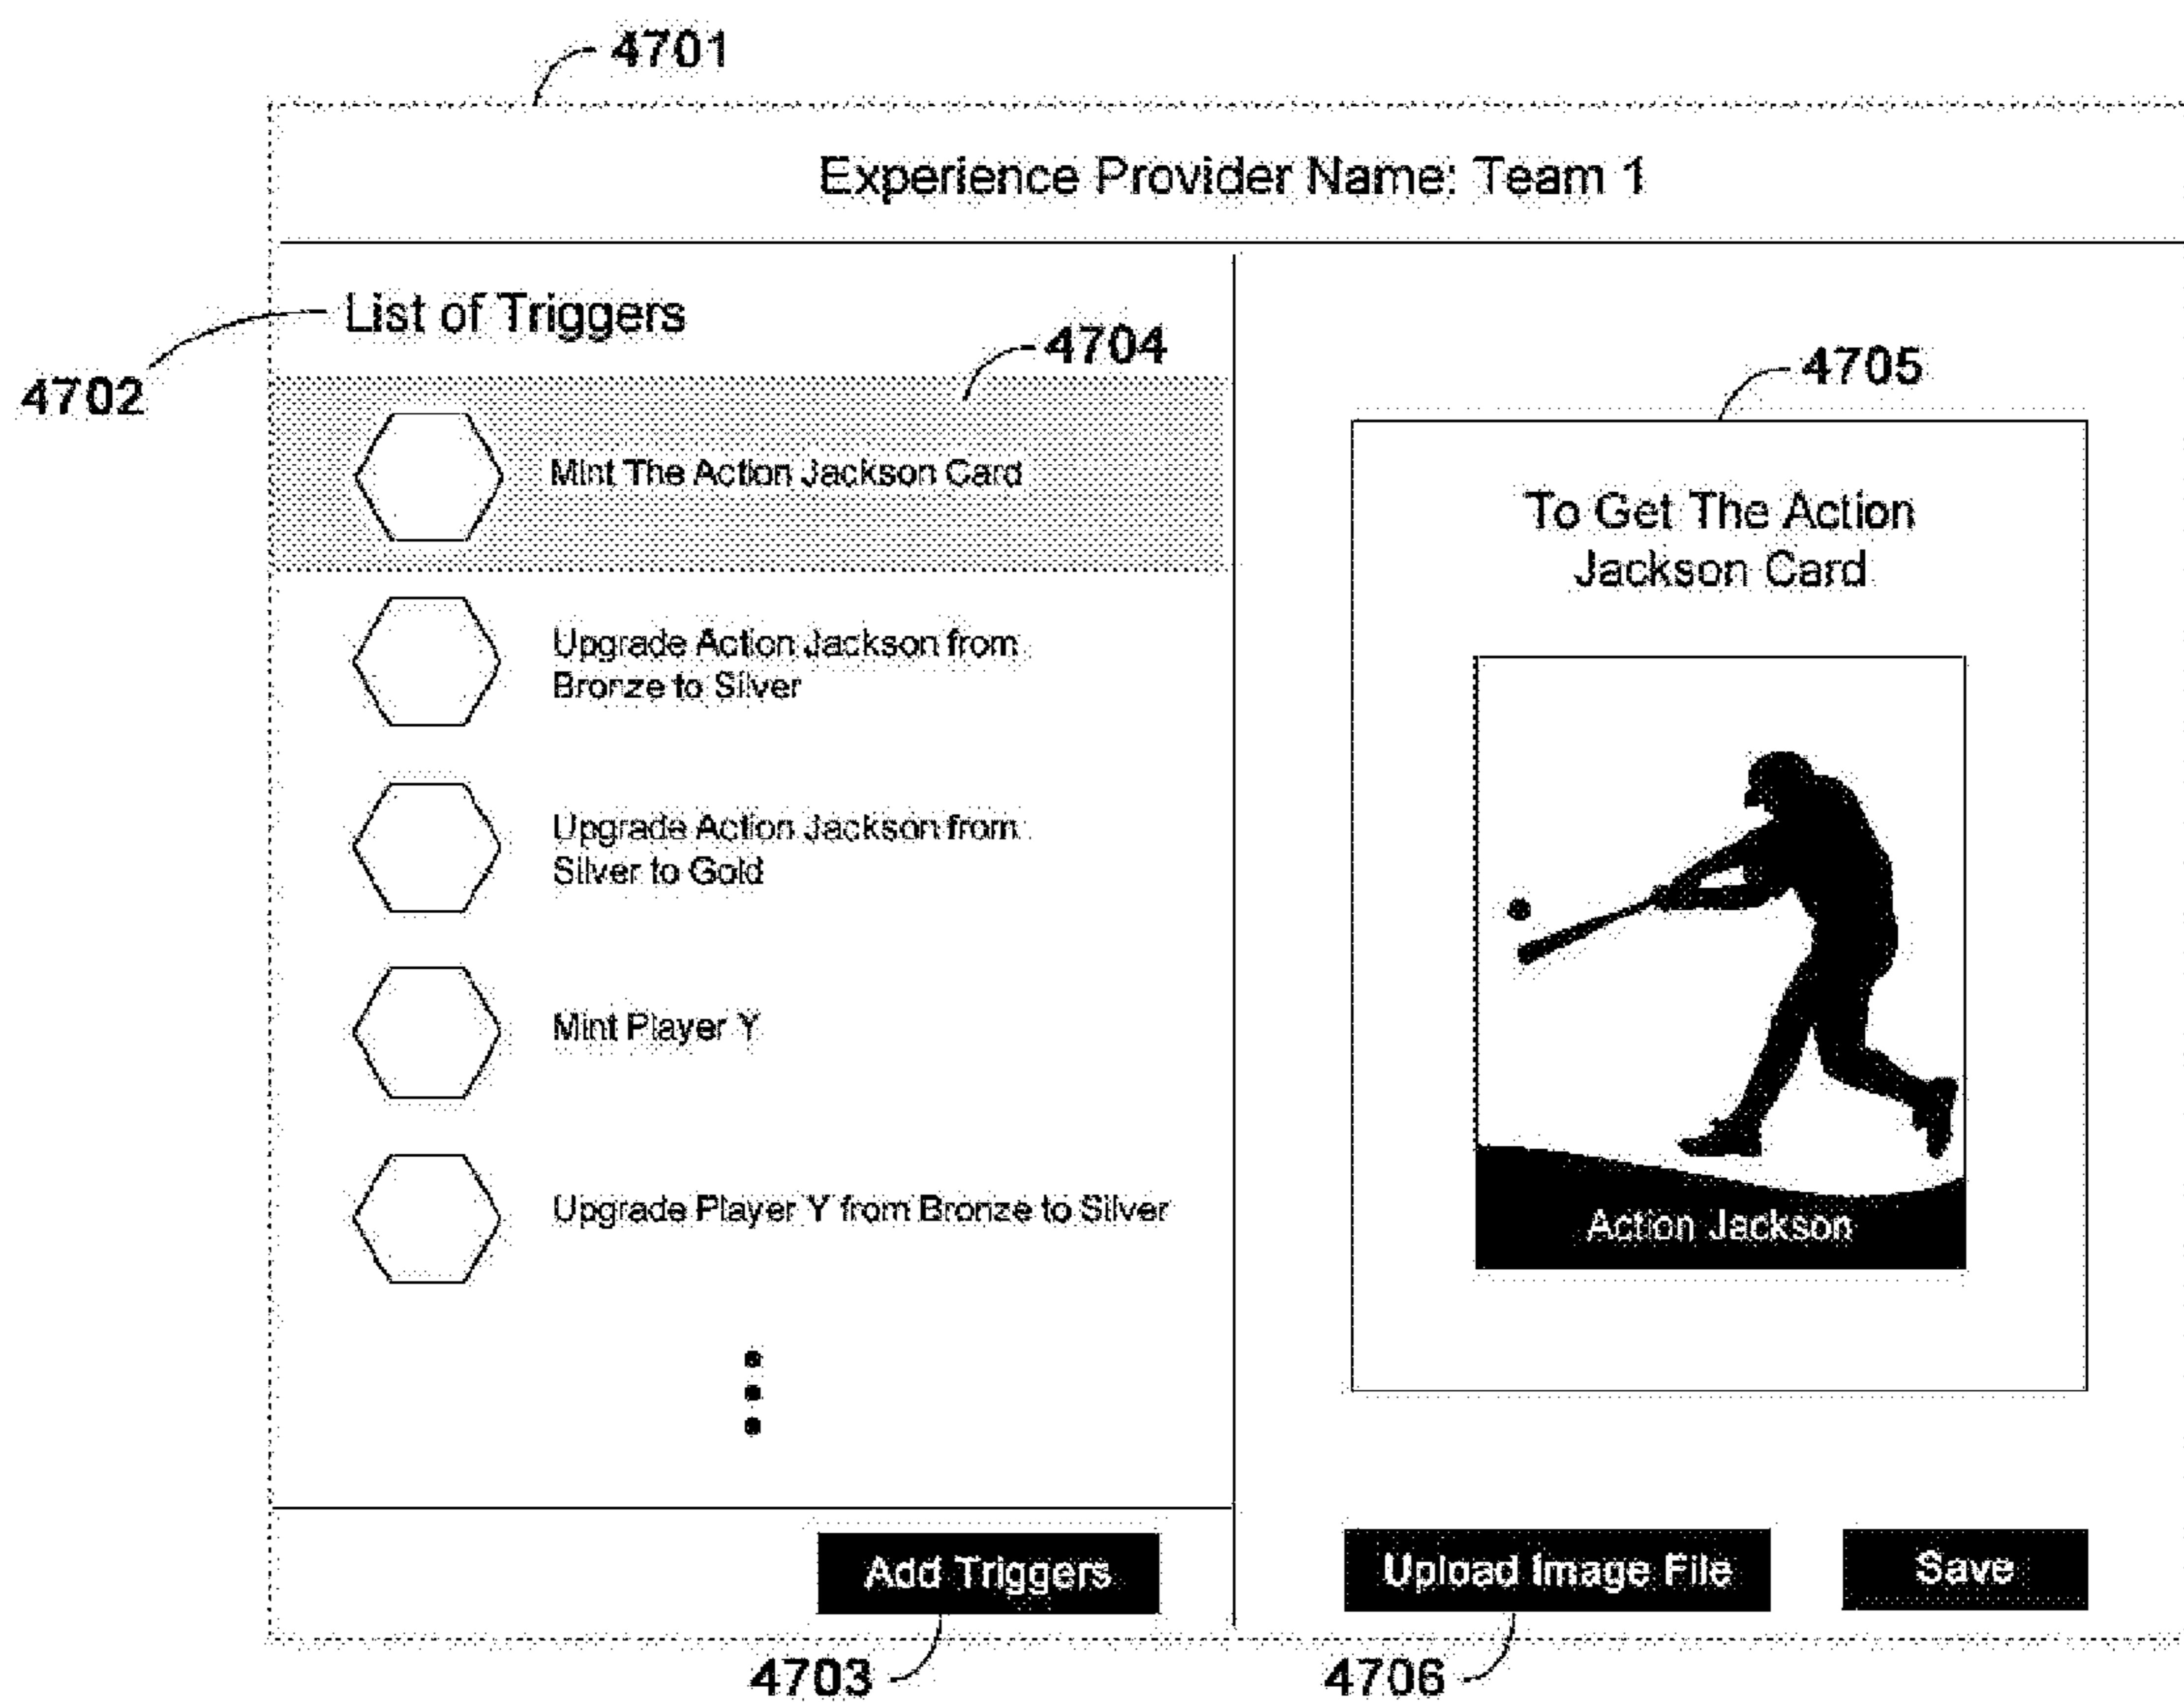 4701
Experience Provider Name: Team 1
List of Triggers
4702
4704
Mint The Action Jackson Card
Upgrade Action Jackson from
Bronze to Silver
Upgrade Action Jackson from
Silver to Gold
Mint Player Y
Upgrade Player Y from Bronze to Silver
Add Triggers
4703
4705
To Get The Action
Jackson Card
Action Jackson
Upload Image File
Save
4706